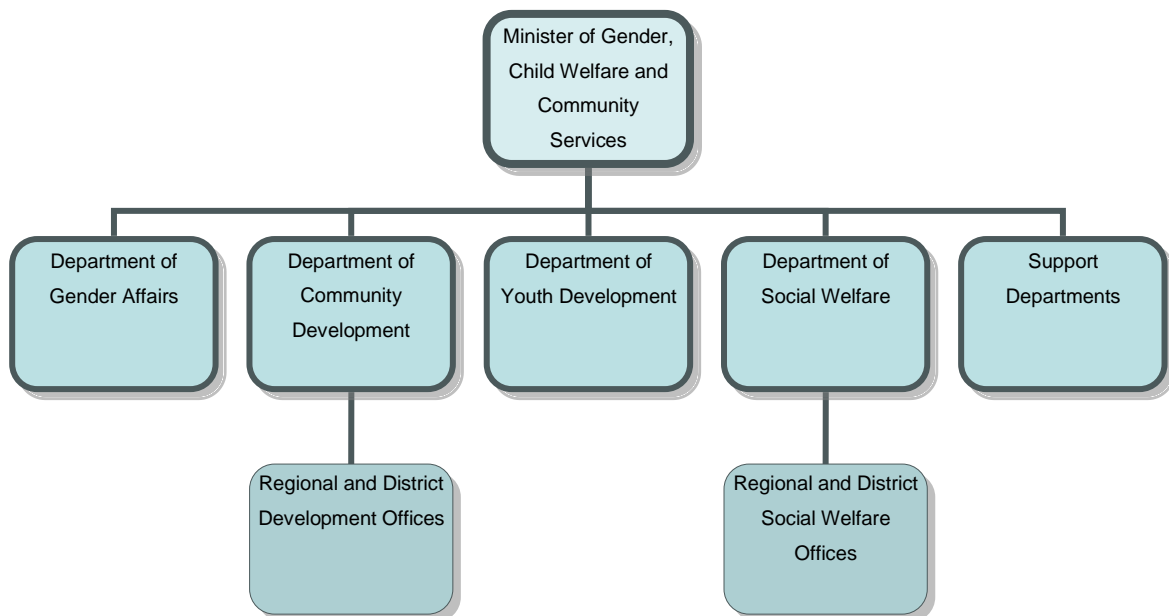 Minister of Gender,
Child Welfare and
Community
Services
Department of
Gender Affairs
Department of
Community
Development
Department of
Youth Development
Department of
Social Welfare
Support
Departments
Regional and District
Development Offices
Regional and District
Social Welfare
Offices